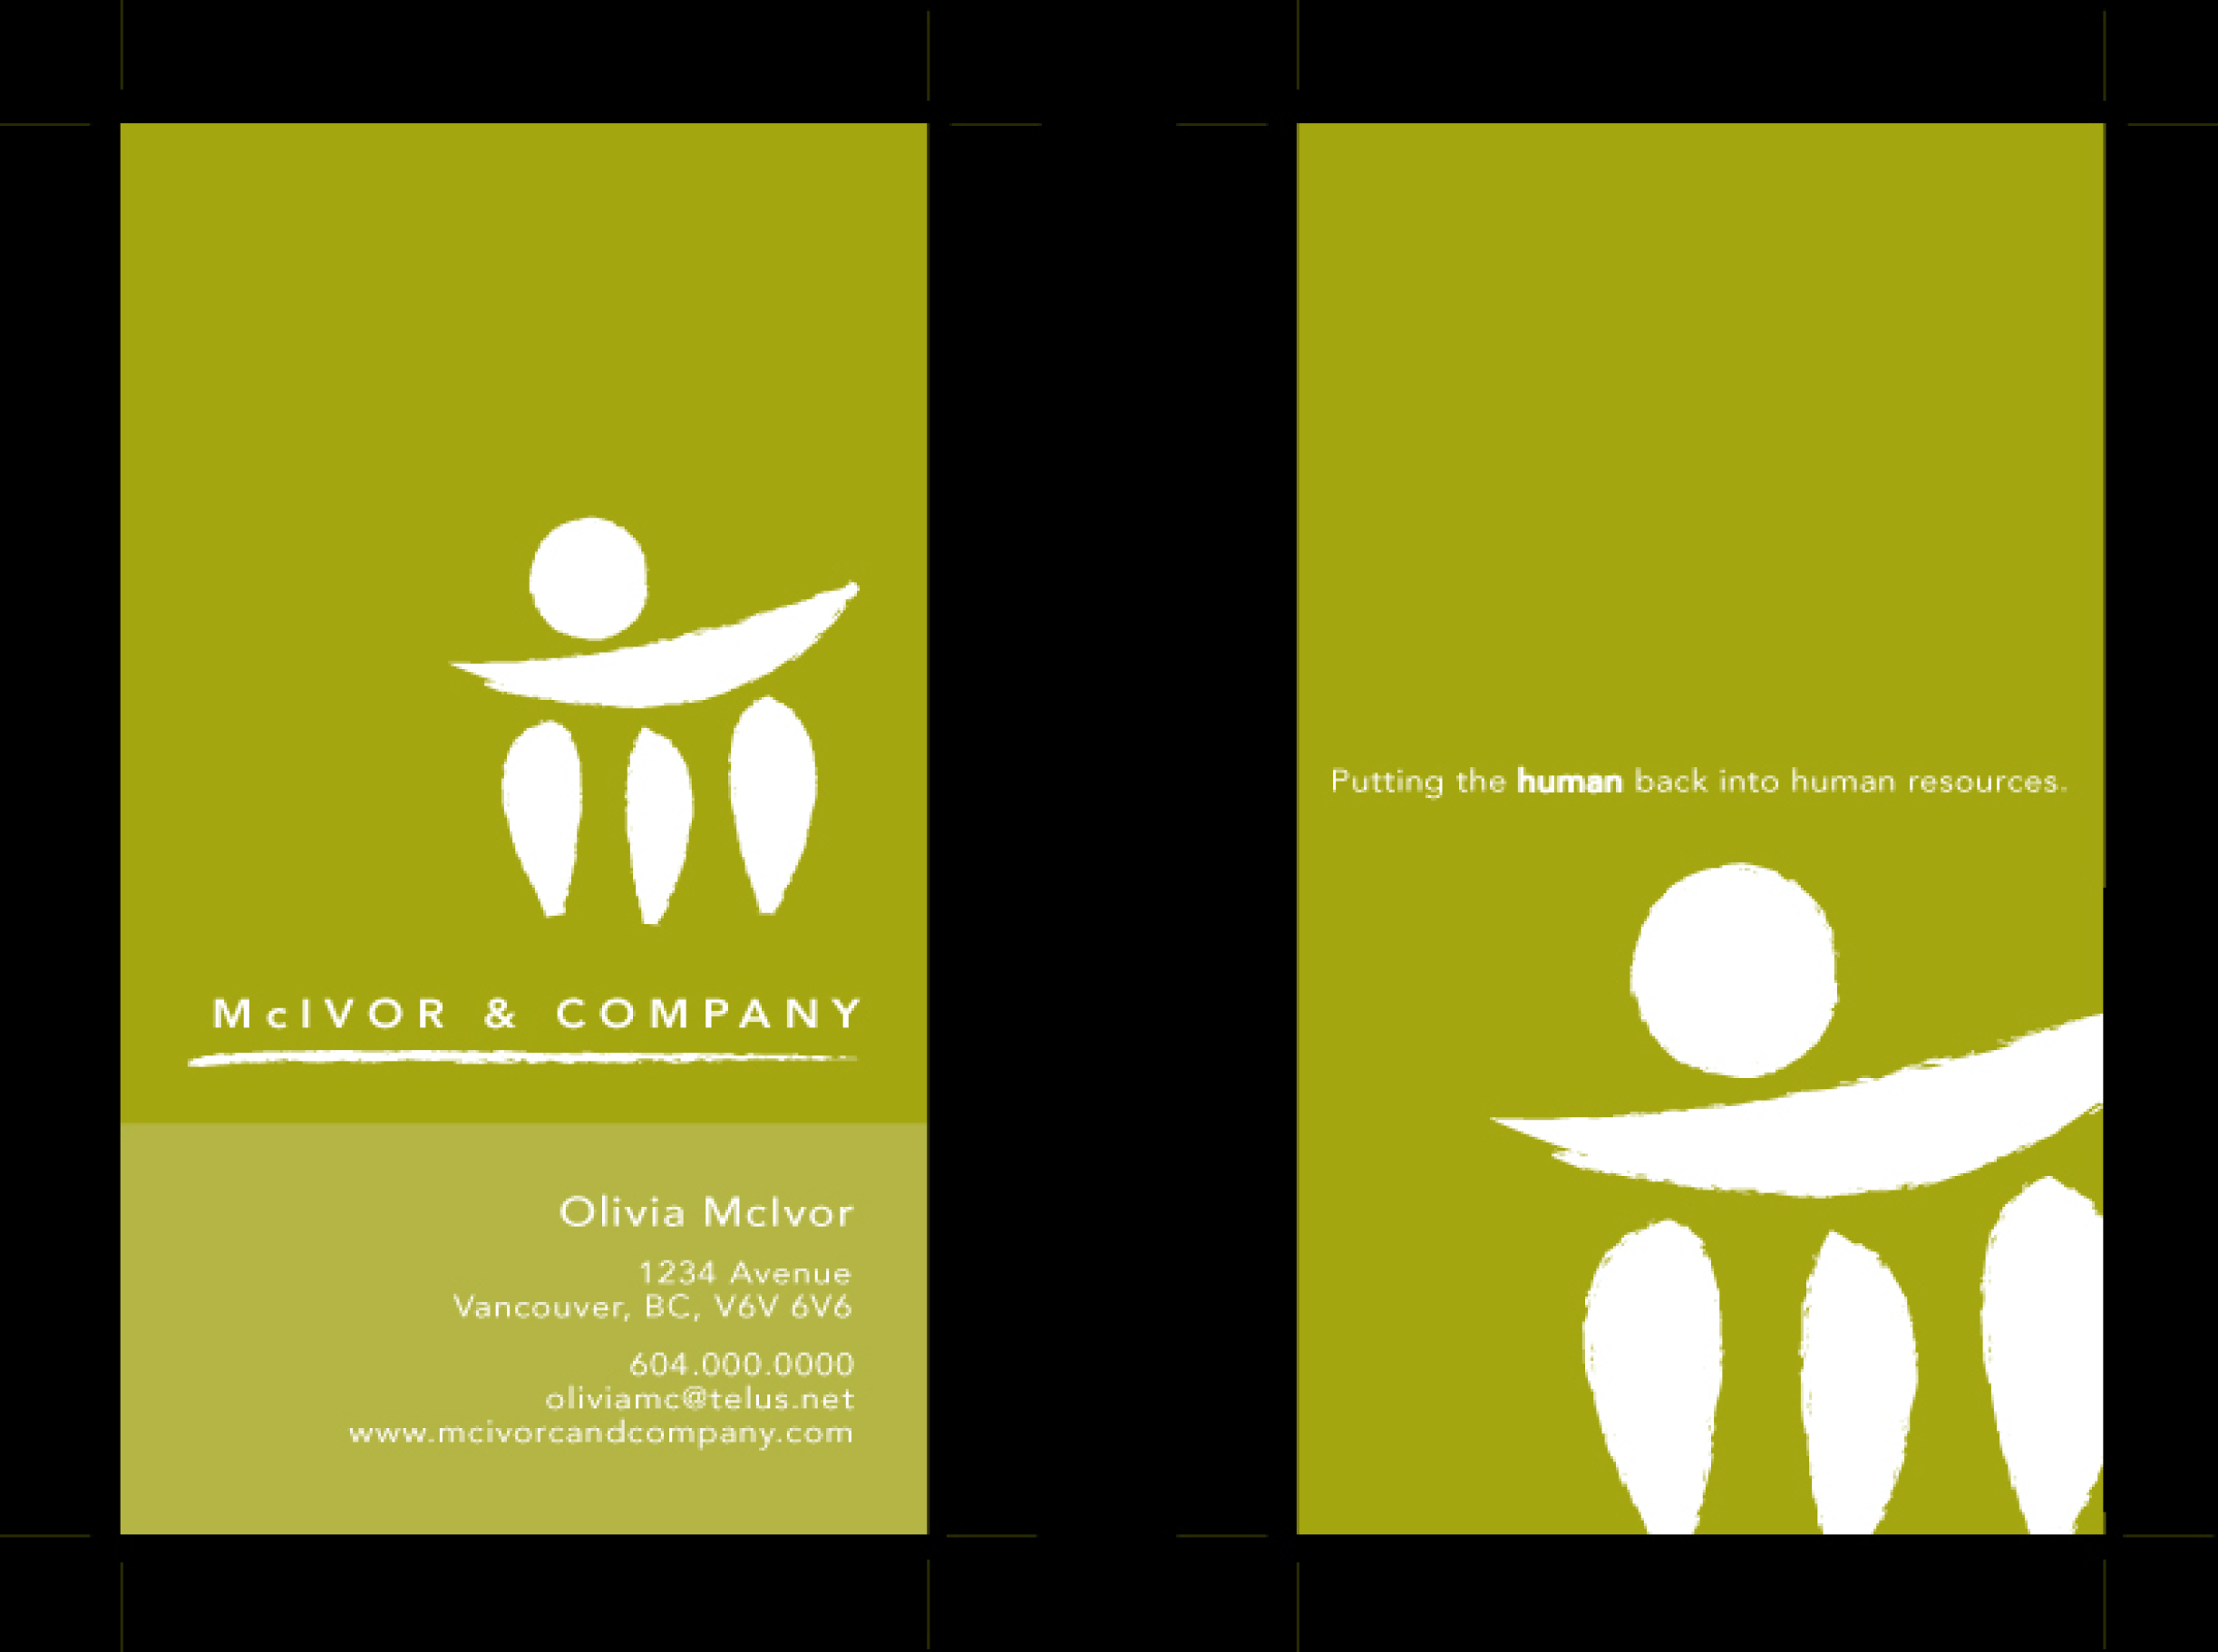 McIVOR & COMPANY
Olivia McIvor
1234 Avenue
Vancouver, BC, V6V 6V6
604.000.0000
oliviamc@telus.net
www.mcivorcandcompany.com
Putting the human back into human resources.